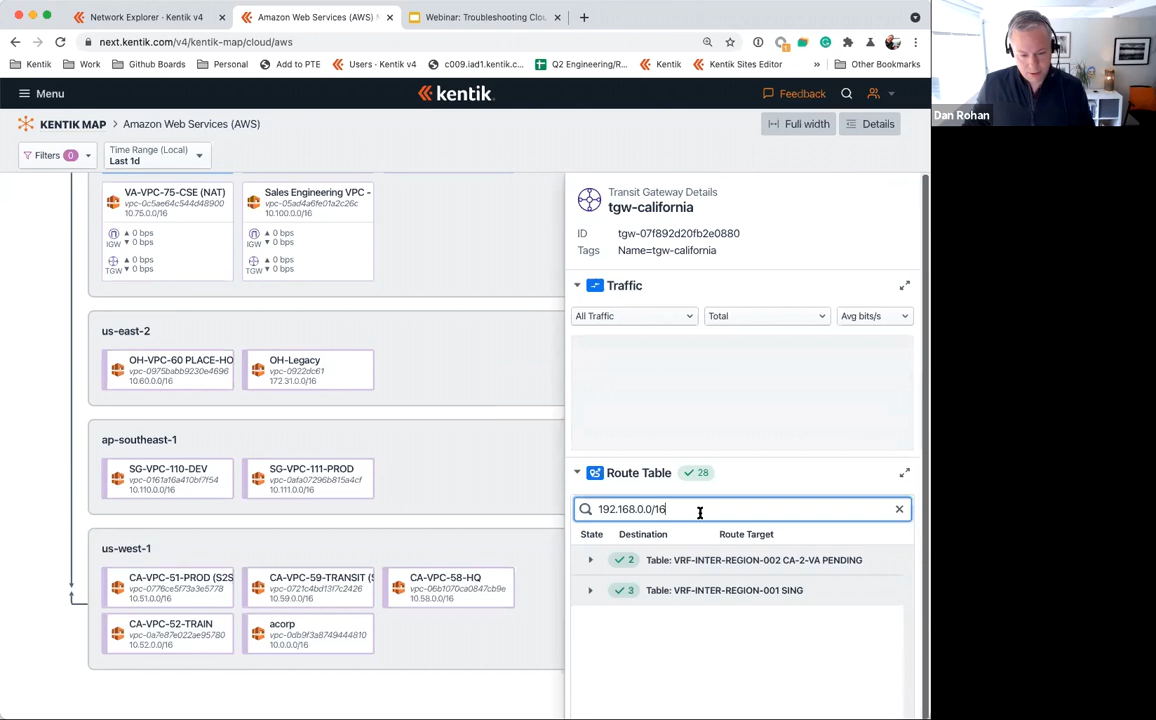 Network Explorer - Kentik v4
Amazon Web Services (AWS)
Webinar: Troubleshooting Clou
next.kentik.com/v4/kentik-map/cloud/aws
Kentik
Work
Github Boards
Personal
Add to PTE
Users · Kentik v4
c009.iad1.kentik.c...
Q2 Engineering/R...
Kentik
Kentik Sites Editor
»
Other Bookmarks
Menu
kentik
Feedback
Dan Rohan
KENTIK MAP > Amazon Web Services (AWS)
Full width
Details
Filters 0
Time Range (Local)
Last 1d
VA-VPC-75-CSE (NAT)
vpc-0c5ae64c544d48900
10.75.0.0/16
IGW
▲ 0 bps
▼ 0 bps
TGW
▲ 0 bps
▼ 0 bps
Sales Engineering VPC -
vpc-05ad4a6fe01a2c26c
10.100.0.0/16
IGW
▲ 0 bps
▼ 0 bps
TGW
▲ 0 bps
▼ 0 bps
us-east-2
OH-VPC-60 PLACE-HO
vpc-0975babb9230e4696
10.60.0.0/16
OH-Legacy
vpc-0922dc61
172.31.0.0/16
ap-southeast-1
SG-VPC-110-DEV
vpc-0161a16a410bf7f54
10.110.0.0/16
SG-VPC-111-PROD
vpc-0afa07296b815a4cf
10.111.0.0/16
us-west-1
CA-VPC-51-PROD (S2S
vpc-0776ce5f73a3e5778
10.51.0.0/16
CA-VPC-59-TRANSIT (S
vpc-0721c4bd13f7c2426
10.59.0.0/16
CA-VPC-58-HQ
vpc-06b1070ca0847cb9e
10.58.0.0/16
CA-VPC-52-TRAIN
vpc-0a7e87e022ae95780
10.52.0.0/16
acorp
vpc-0db9f3a8749444810
10.0.0.0/16
Transit Gateway Details
tgw-california
ID tgw-07f892d20fb2e0880
Tags Name=tgw-california
Traffic
All Traffic
Total
Avg bits/s
Route Table 28
192.168.0.0/16
State Destination Route Target
2 Table: VRF-INTER-REGION-002 CA-2-VA PENDING
3 Table: VRF-INTER-REGION-001 SING